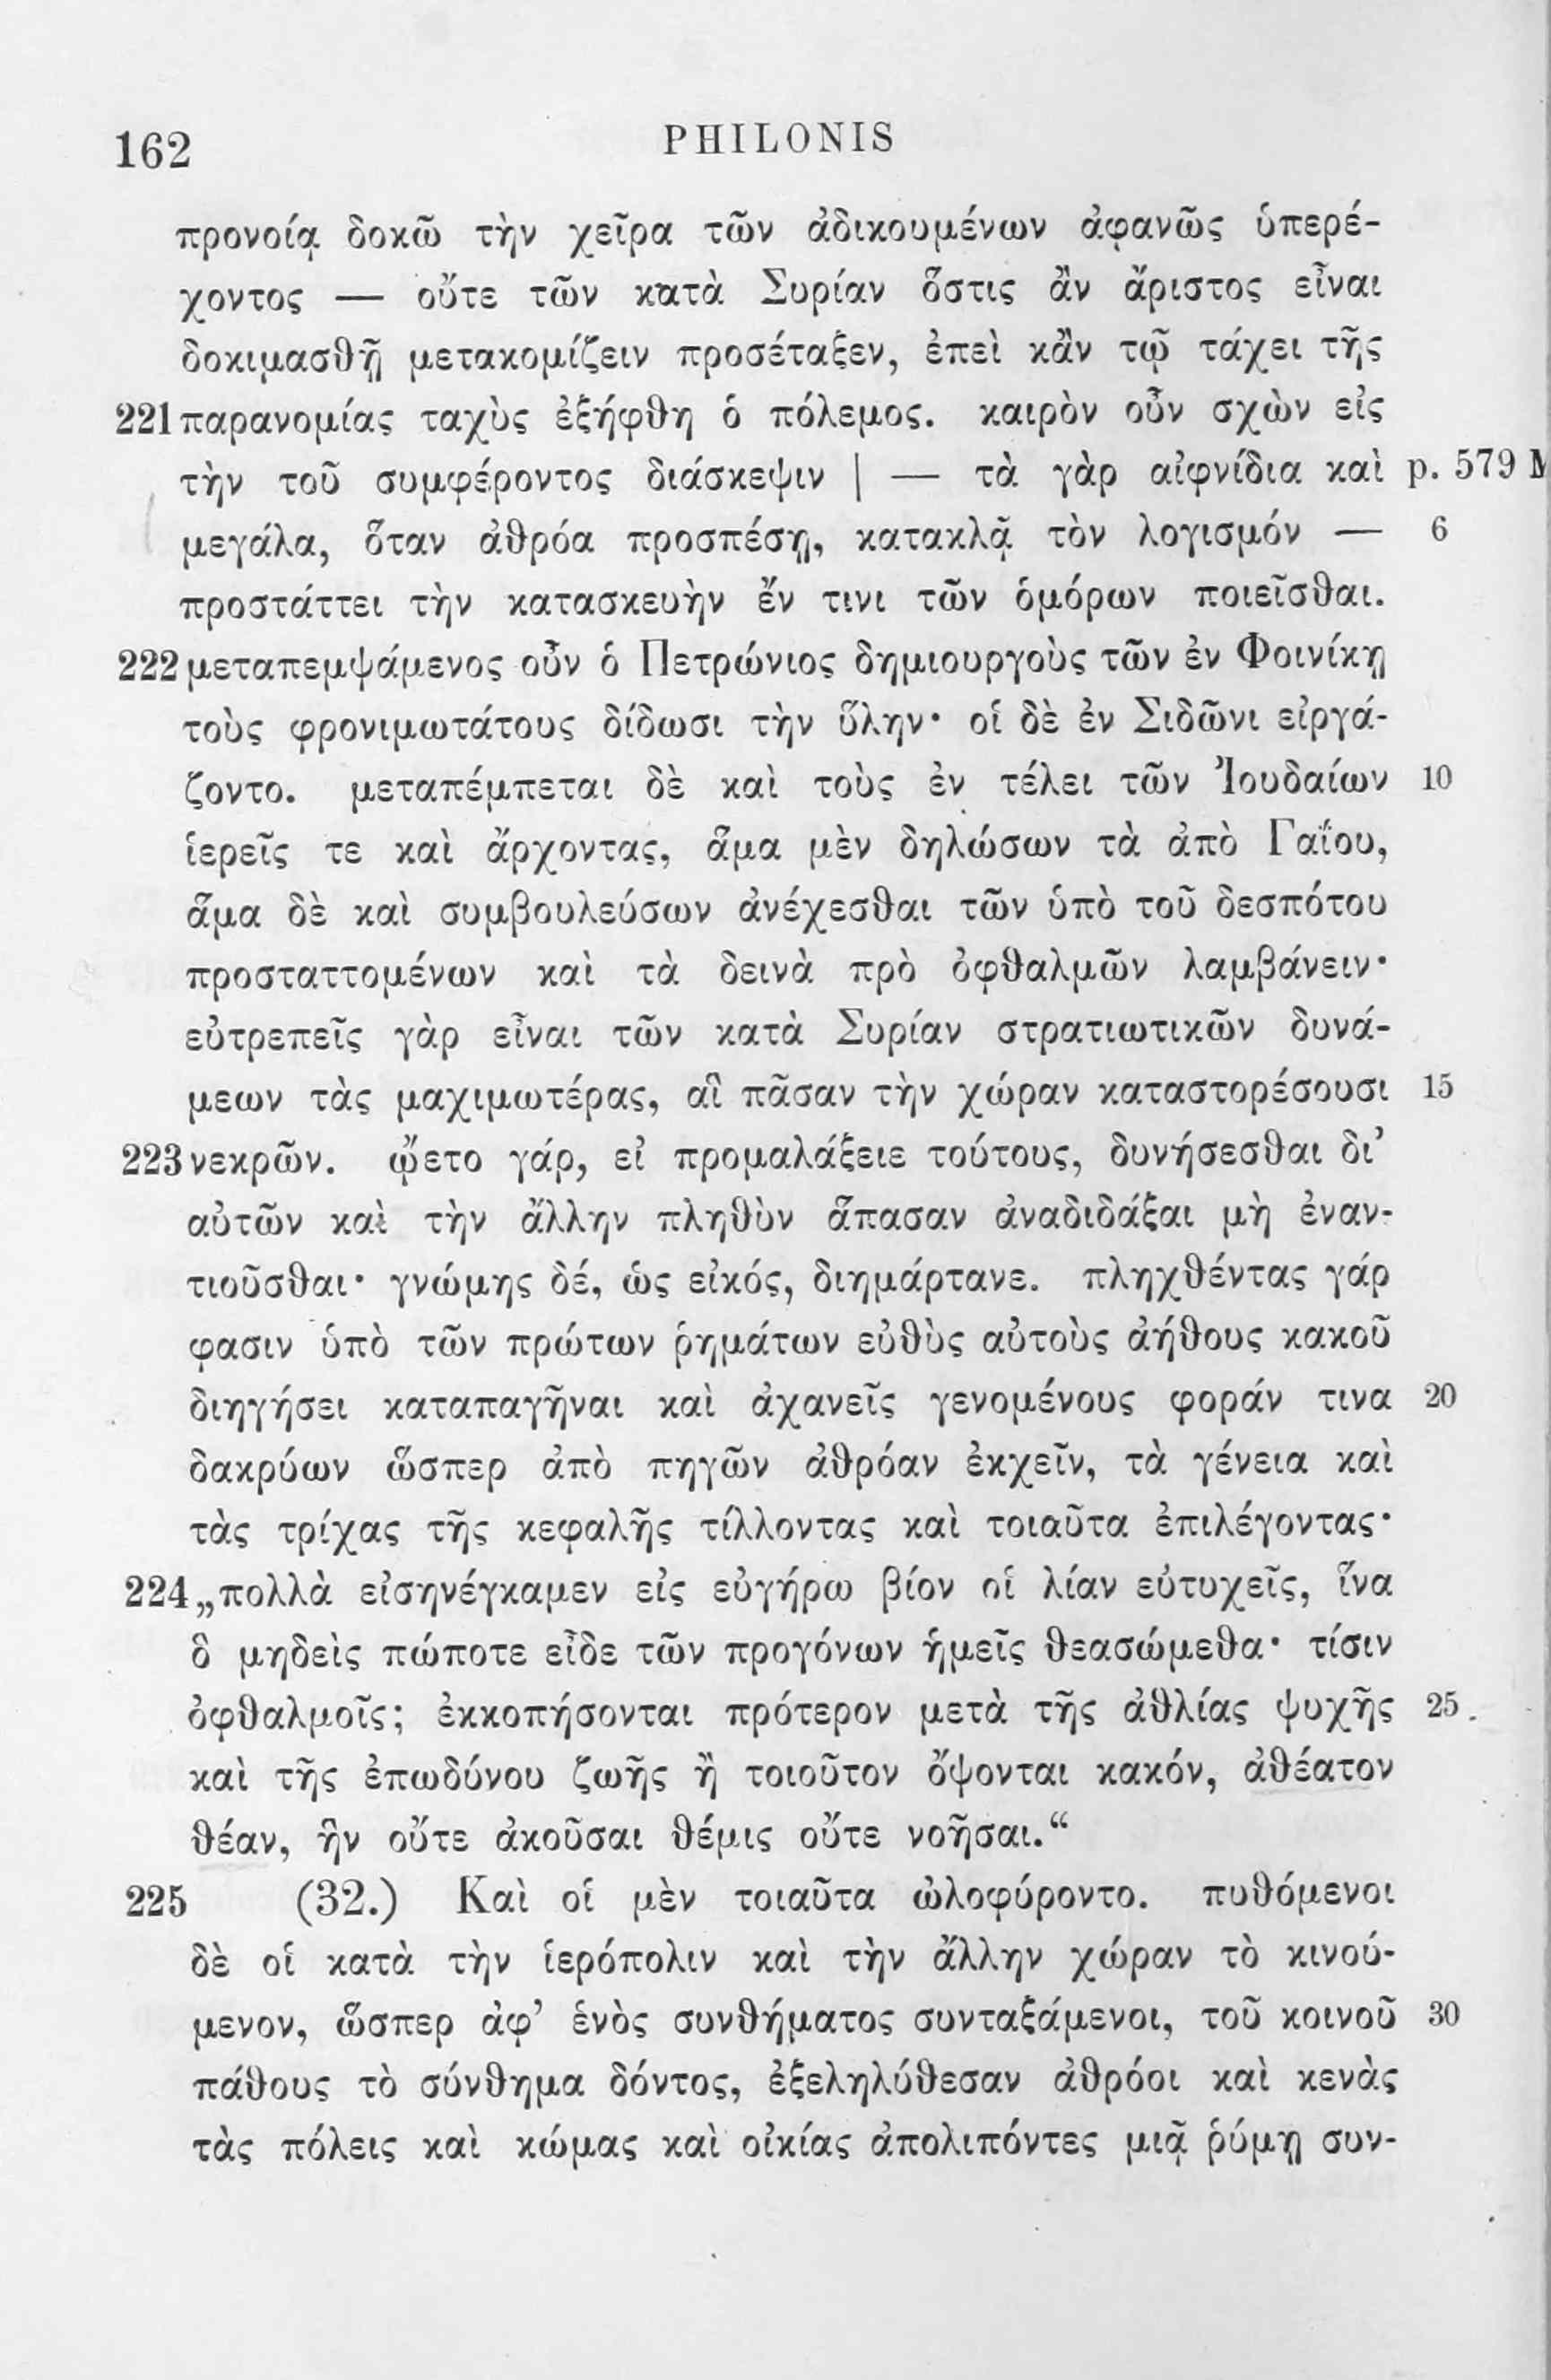 162 PHILONIS
προνοίᾳ δοκῶ τὴν χεῖρα τῶν ἀδικουμένων ἀφανῶς ὑπερέ-
χοντος — οὔτε τῶν κατὰ Συρίαν ὅστις ἂν ἄριστος εἶναι
δοκιμασθῇ μετακομίζειν προσέταξεν, ἐπεὶ κἂν τῷ τάχει τῆς
221 παρανομίας ταχὺς ἐξήφθη ὁ πόλεμος. καιρὸν οὖν σχὼν εἰς
τὴν τοῦ συμφέροντος διάσκεψιν | — τὰ γὰρ αἰφνίδια καὶ p. 579 M
μεγάλα, ὅταν ἀθρόα προσπέσῃ, κατακλᾷ τὸν λογισμόν — 6
προστάττει τὴν κατασκευὴν ἔν τινι τῶν ὁμόρων ποιεῖσθαι.
222 μεταπεμψάμενος οὖν ὁ Πετρώνιος δημιουργοὺς τῶν ἐν Φοινίκῃ
τοὺς φρονιμωτάτους δίδωσι τὴν ὕλην· οἱ δὲ ἐν Σιδῶνι εἰργά-
ζοντο. μεταπέμπεται δὲ καὶ τοὺς ἐν τέλει τῶν Ἰουδαίων 10
ἱερεῖς τε καὶ ἄρχοντας, ἅμα μὲν δηλώσων τὰ ἀπὸ Γαΐου,
ἅμα δὲ καὶ συμβουλεύσων ἀνέχεσθαι τῶν ὑπὸ τοῦ δεσπότου
προσταττομένων καὶ τὰ δεινὰ πρὸ ὀφθαλμῶν λαμβάνειν·
εὐτρεπεῖς γὰρ εἶναι τῶν κατὰ Συρίαν στρατιωτικῶν δυνά-
μεων τὰς μαχιμωτέρας, αἳ πᾶσαν τὴν χώραν καταστορέσουσι 15
223 νεκρῶν. ᾤετο γάρ, εἰ προμαλάξειε τούτους, δυνήσεσθαι δι’
αὐτῶν καὶ τὴν ἄλλην πληθὺν ἅπασαν ἀναδιδάξαι μὴ ἐναν-
τιοῦσθαι· γνώμης δέ, ὡς εἰκός, διημάρτανε. πληχθέντας γάρ
φασιν ὑπὸ τῶν πρώτων ῥημάτων εὐθὺς αὐτοὺς ἀήθους κακοῦ
διηγήσει καταπαγῆναι καὶ ἀχανεῖς γενομένους φοράν τινα 20
δακρύων ὥσπερ ἀπὸ πηγῶν ἀθρόαν ἐκχεῖν, τὰ γένεια καὶ
τὰς τρίχας τῆς κεφαλῆς τίλλοντας καὶ τοιαῦτα ἐπιλέγοντας·
224 „πολλὰ εἰσηνέγκαμεν εἰς εὐγήρω βίον οἱ λίαν εὐτυχεῖς, ἵνα
ὃ μηδεὶς πώποτε εἶδε τῶν προγόνων ἡμεῖς θεασώμεθα· τίσιν
ὀφθαλμοῖς; ἐκκοπήσονται πρότερον μετὰ τῆς ἀθλίας ψυχῆς 25
καὶ τῆς ἐπωδύνου ζωῆς ἢ τοιοῦτον ὄψονται κακόν, ἀθέατον
θέαν, ἣν οὔτε ἀκοῦσαι θέμις οὔτε νοῆσαι.“
225 (32.) Καὶ οἱ μὲν τοιαῦτα ὠλοφύροντο. πυθόμενοι
δὲ οἱ κατὰ τὴν ἱερόπολιν καὶ τὴν ἄλλην χώραν τὸ κινού-
μενον, ὥσπερ ἀφ’ ἑνὸς συνθήματος συνταξάμενοι, τοῦ κοινοῦ 30
πάθους τὸ σύνθημα δόντος, ἐξεληλύθεσαν ἀθρόοι καὶ κενὰς
τὰς πόλεις καὶ κώμας καὶ οἰκίας ἀπολιπόντες μιᾷ ῥύμῃ συν-